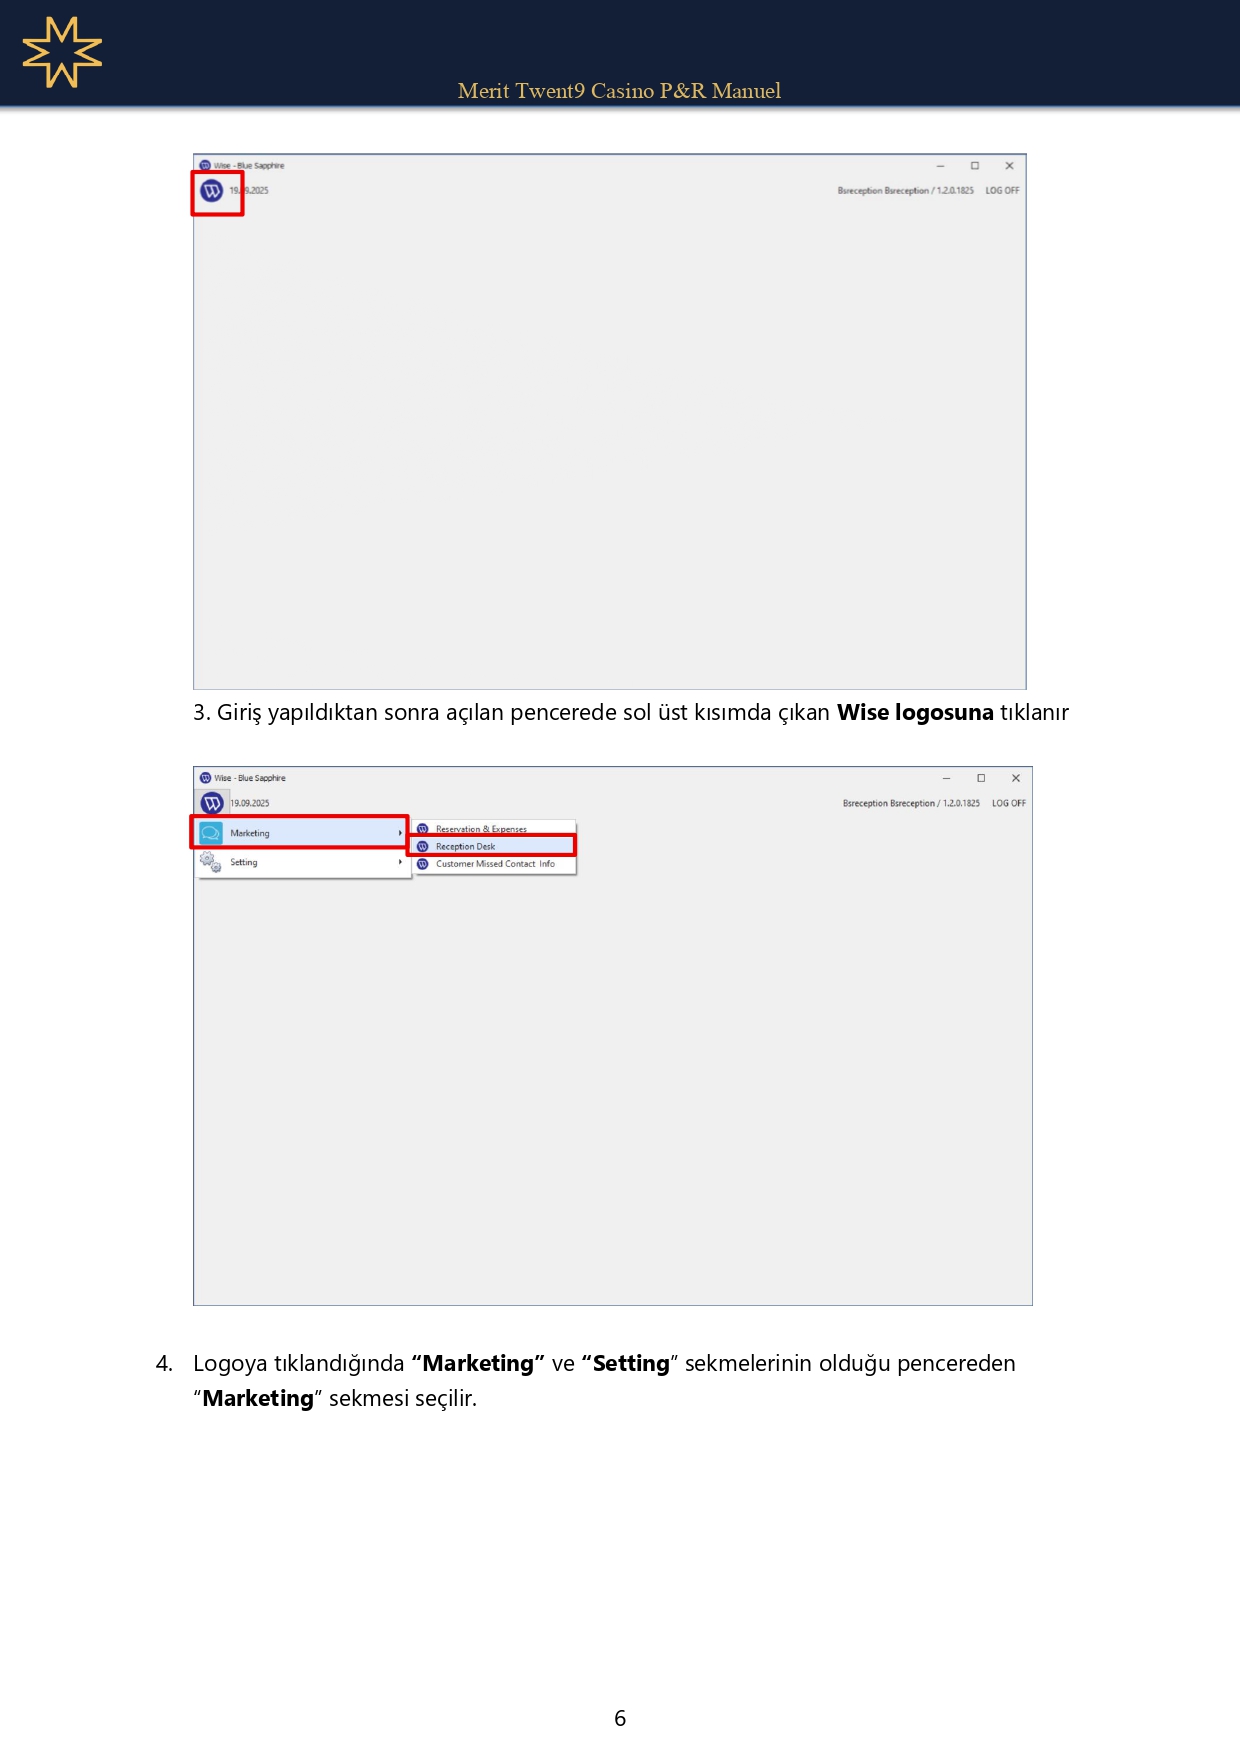 Merit Twent9 Casino P&R Manuel
Wise - Blue Sapphire
19.09.2025 Bsreception Bsreception / 1.2.0.1825 LOG OFF
3. Giriş yapıldıktan sonra açılan pencerede sol üst kısımda çıkan Wise logosuna tıklanır
Wise - Blue Sapphire
19.09.2025 Bsreception Bsreception / 1.2.0.1825 LOG OFF
Marketing
Setting
Reservation & Expenses
Reception Desk
Customer Missed Contact Info
4. Logoya tıklandığında “Marketing” ve “Setting” sekmelerinin olduğu pencereden
“Marketing” sekmesi seçilir.
6